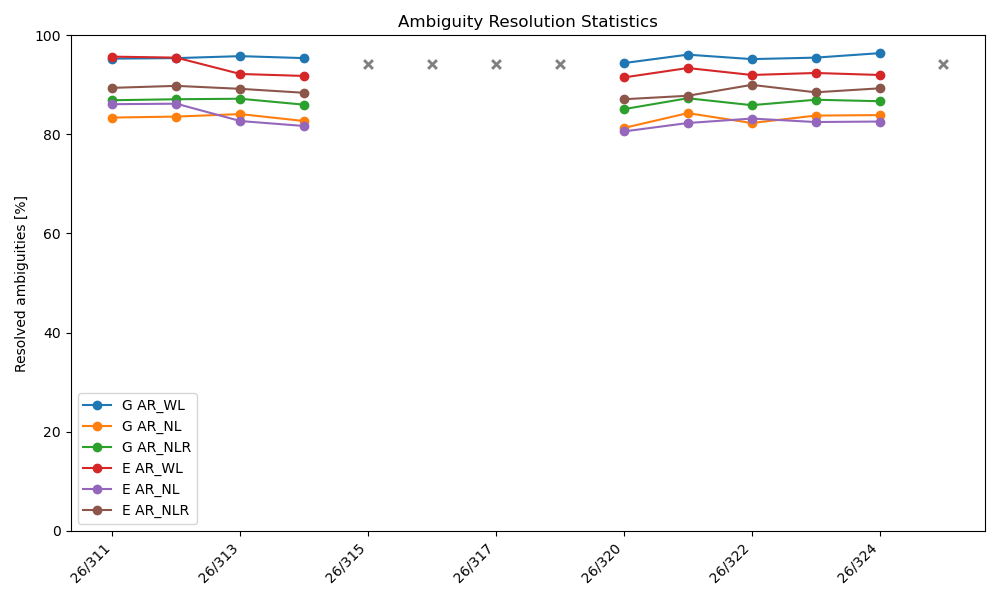 Ambiguity Resolution Statistics
Resolved ambiguities [%]
100
80
60
40
20
0
G AR_WL
G AR_NL
G AR_NLR
E AR_WL
E AR_NL
E AR_NLR
26/311
26/313
26/315
26/317
26/320
26/322
26/324